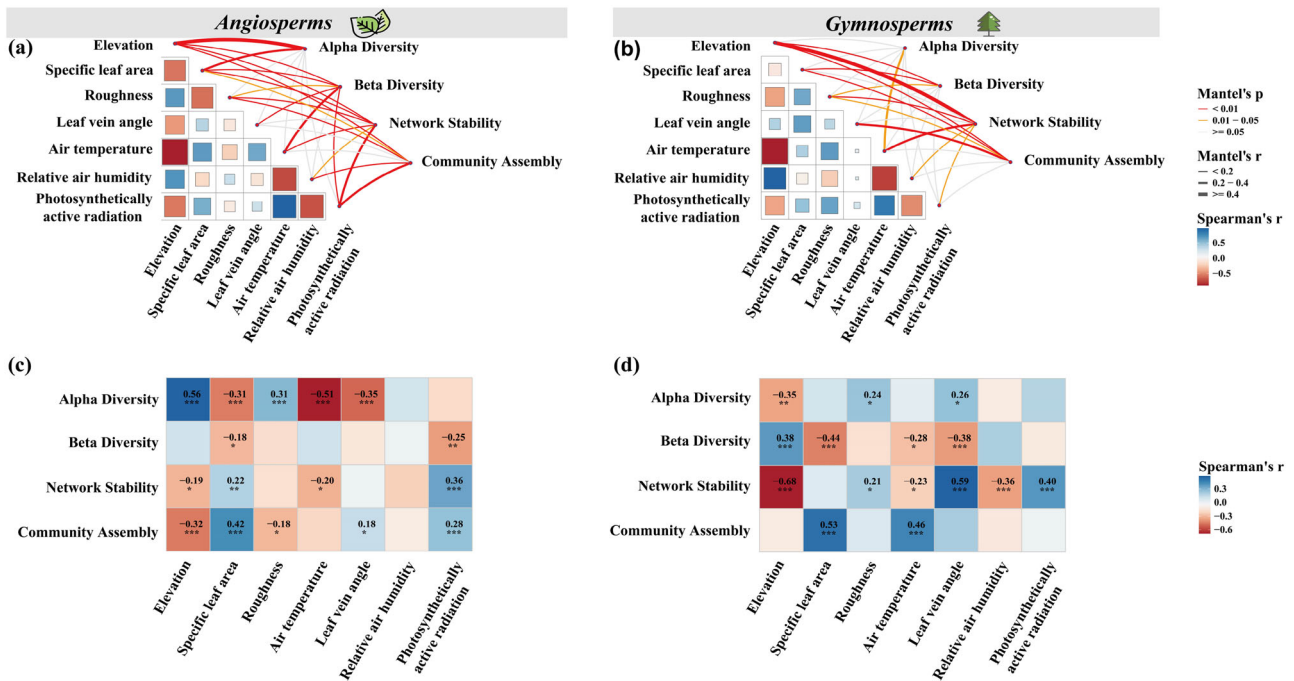 Angiosperms
Gymnosperms
(a)
Elevation
Specific leaf area
Roughness
Leaf vein angle
Air temperature
Relative air humidity
Photosynthetically
active radiation
Alpha Diversity
Beta Diversity
Network Stability
Community Assembly
Elevation
Specific leaf area
Roughness
Leaf vein angle
Air temperature
Relative air humidity
Photosynthetically
active radiation
(b)
Elevation
Specific leaf area
Roughness
Leaf vein angle
Air temperature
Relative air humidity
Photosynthetically
active radiation
Alpha Diversity
Beta Diversity
Network Stability
Community Assembly
Elevation
Specific leaf area
Roughness
Leaf vein angle
Air temperature
Relative air humidity
Photosynthetically
active radiation
Mantel's p
< 0.01
0.01 − 0.05
>= 0.05
Mantel's r
< 0.2
0.2 − 0.4
>= 0.4
Spearman's r
0.5
0.0
−0.5
(c)
Alpha Diversity
0.56 −0.31 0.31 −0.51 −0.35
*** *** *** *** ***
Beta Diversity
−0.18 −0.25
* **
Network Stability
−0.19 0.22 −0.20 0.36
* ** * ***
Community Assembly
−0.32 0.42 −0.18 0.18 0.28
*** *** * * ***
Elevation
Specific leaf area
Roughness
Air temperature
Leaf vein angle
Relative air humidity
Photosynthetically
active radiation
(d)
Alpha Diversity
−0.35 0.24 0.26
** * *
Beta Diversity
0.38 −0.44 −0.28 −0.38
*** *** * ***
Network Stability
−0.68 0.21 −0.23 0.59 −0.36 0.40
*** * * *** *** ***
Community Assembly
0.53 0.46
*** ***
Elevation
Specific leaf area
Roughness
Air temperature
Leaf vein angle
Relative air humidity
Photosynthetically
active radiation
Spearman's r
0.3
0.0
−0.3
−0.6